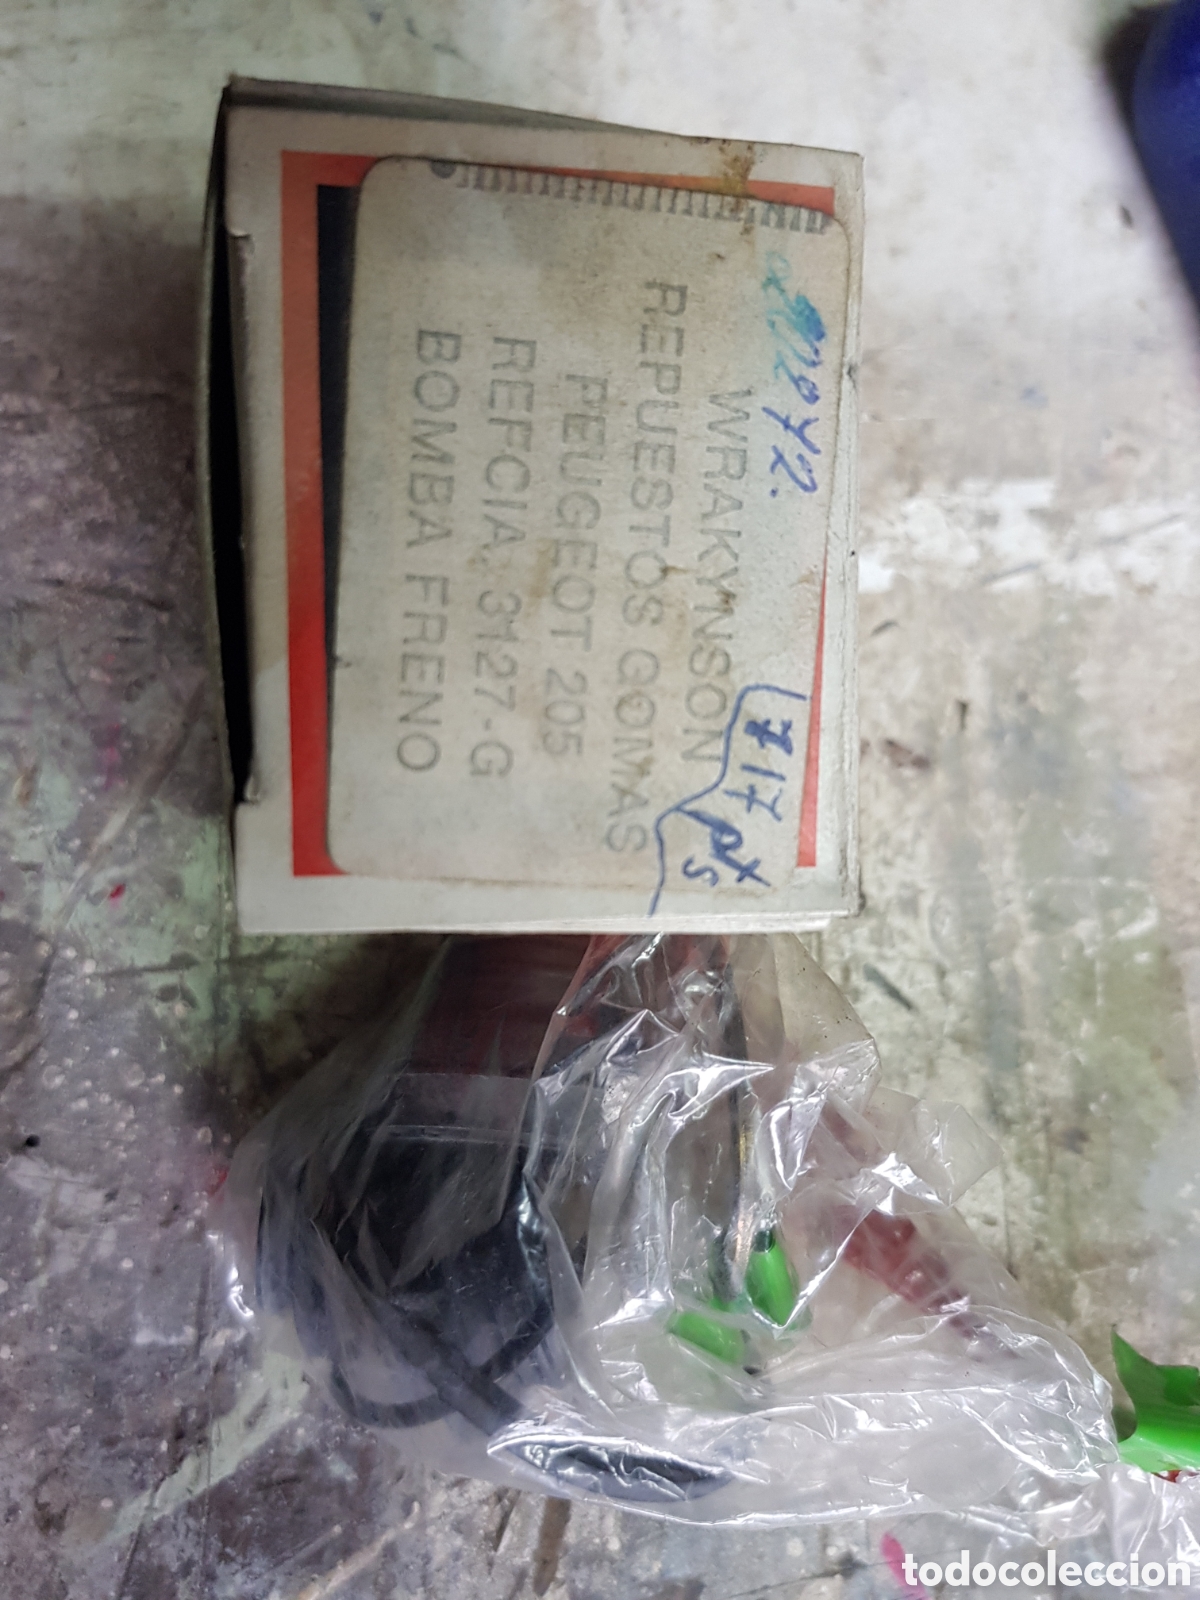 WRAKYNSON
REPUESTOS GOMAS
PEUGEOT 205
REFCIA. 3127-G
BOMBA FRENO
717 pts
todocoleccion